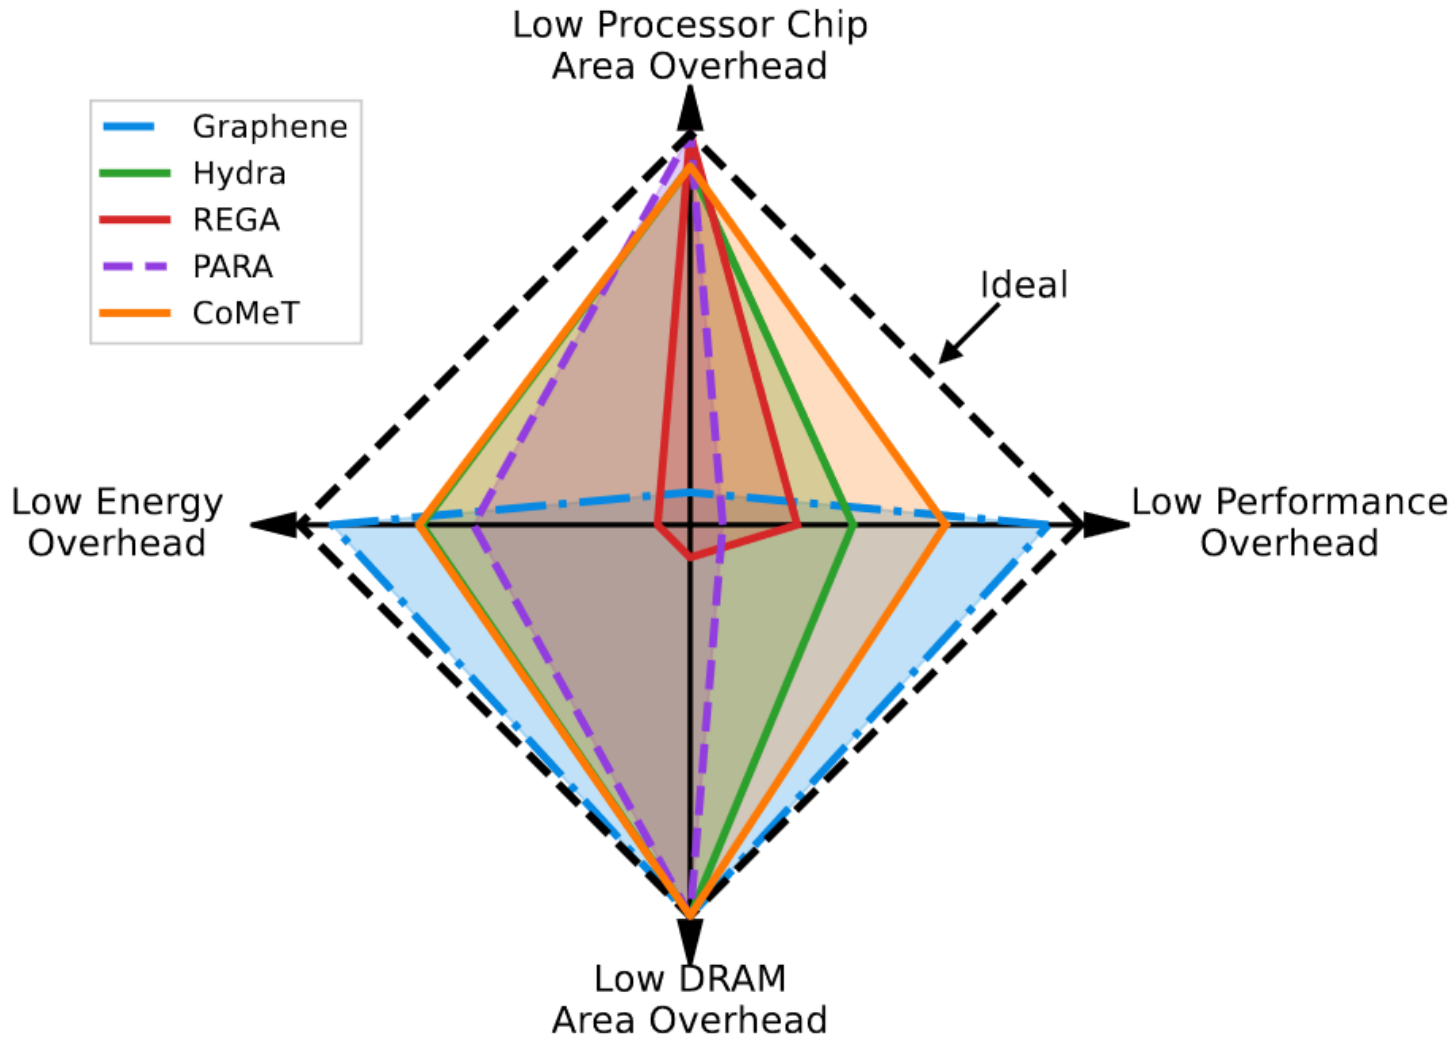 Low Processor Chip
Area Overhead
Graphene
Hydra
REGA
PARA
CoMeT
Ideal
Low Energy
Overhead
Low Performance
Overhead
Low DRAM
Area Overhead